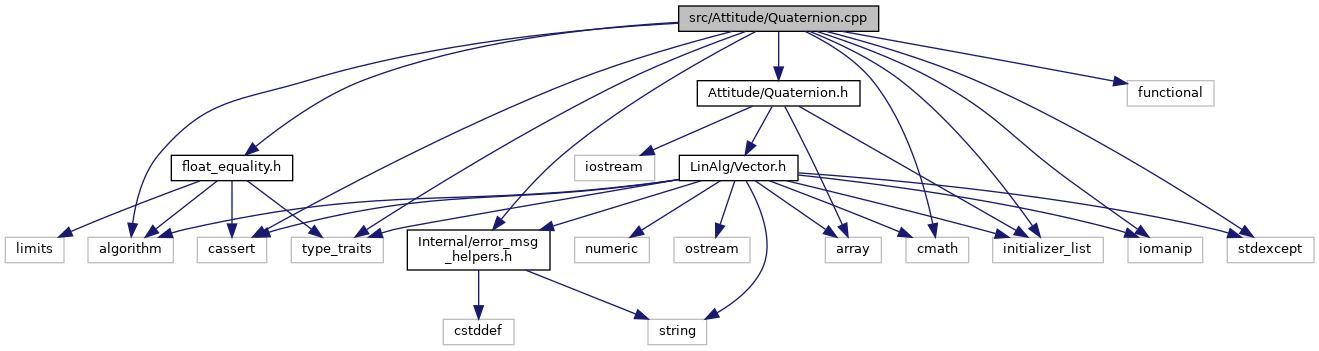 src/Attitude/Quaternion.cpp
Attitude/Quaternion.h
functional
float_equality.h
iostream
LinAlg/Vector.h
limits
algorithm
cassert
type_traits
Internal/error_msg
_helpers.h
numeric
ostream
array
cmath
initializer_list
iomanip
stdexcept
cstddef
string